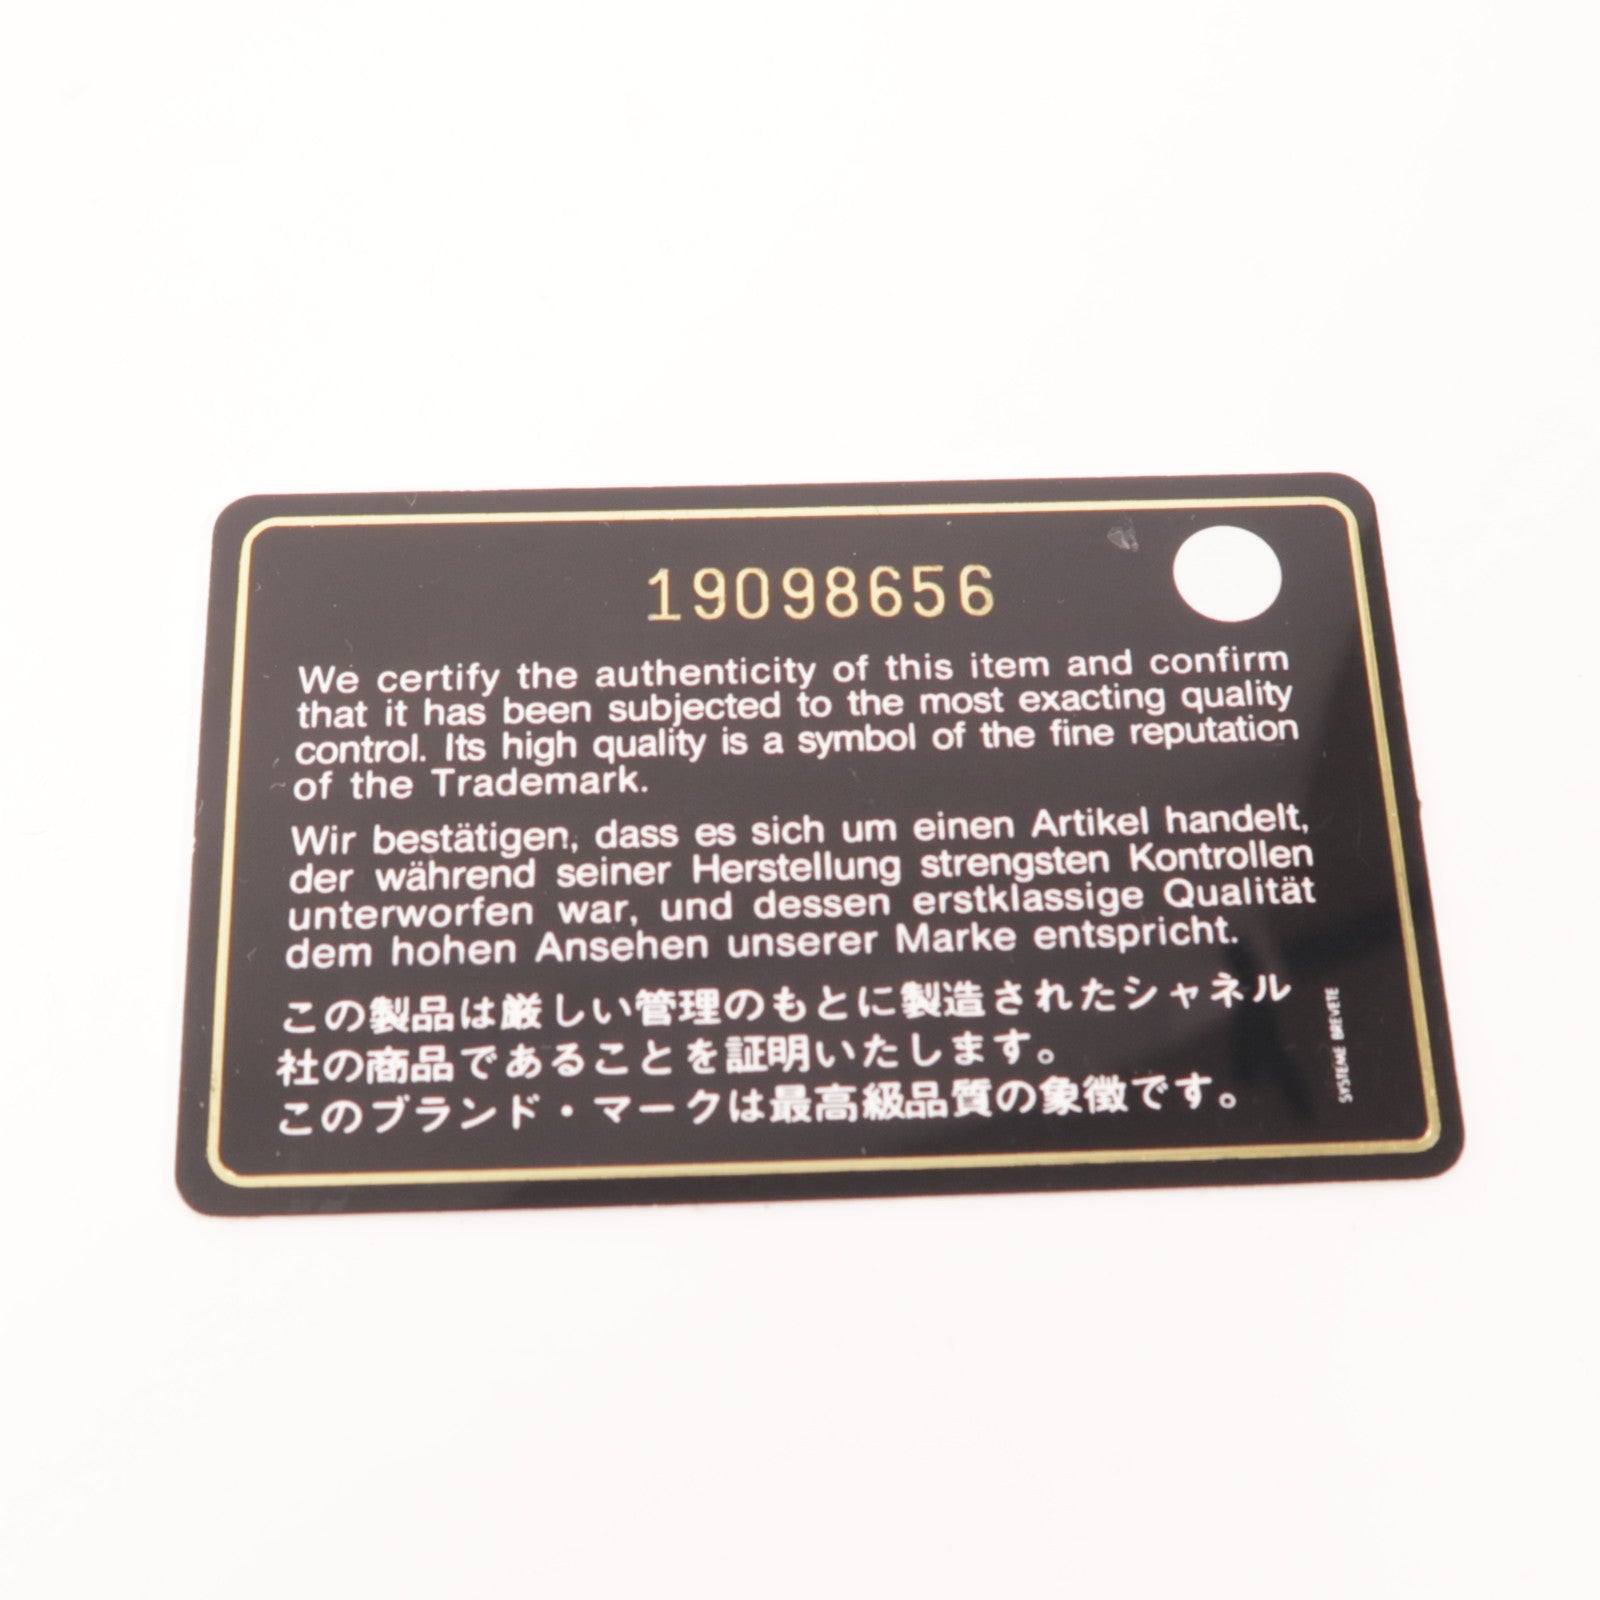 19098656
We certify the authenticity of this item and confirm
that it has been subjected to the most exacting quality
control. Its high quality is a symbol of the fine reputation
of the Trademark.
Wir bestätigen, dass es sich um einen Artikel handelt,
der während seiner Herstellung strengsten Kontrollen
unterworfen war, und dessen erstklassige Qualität
dem hohen Ansehen unserer Marke entspricht.
この製品は厳しい管理のもとに製造されたシャネル
社の商品であることを証明いたします。
このブランド・マークは最高級品質の象徴です。
SYSTEME BREVETE